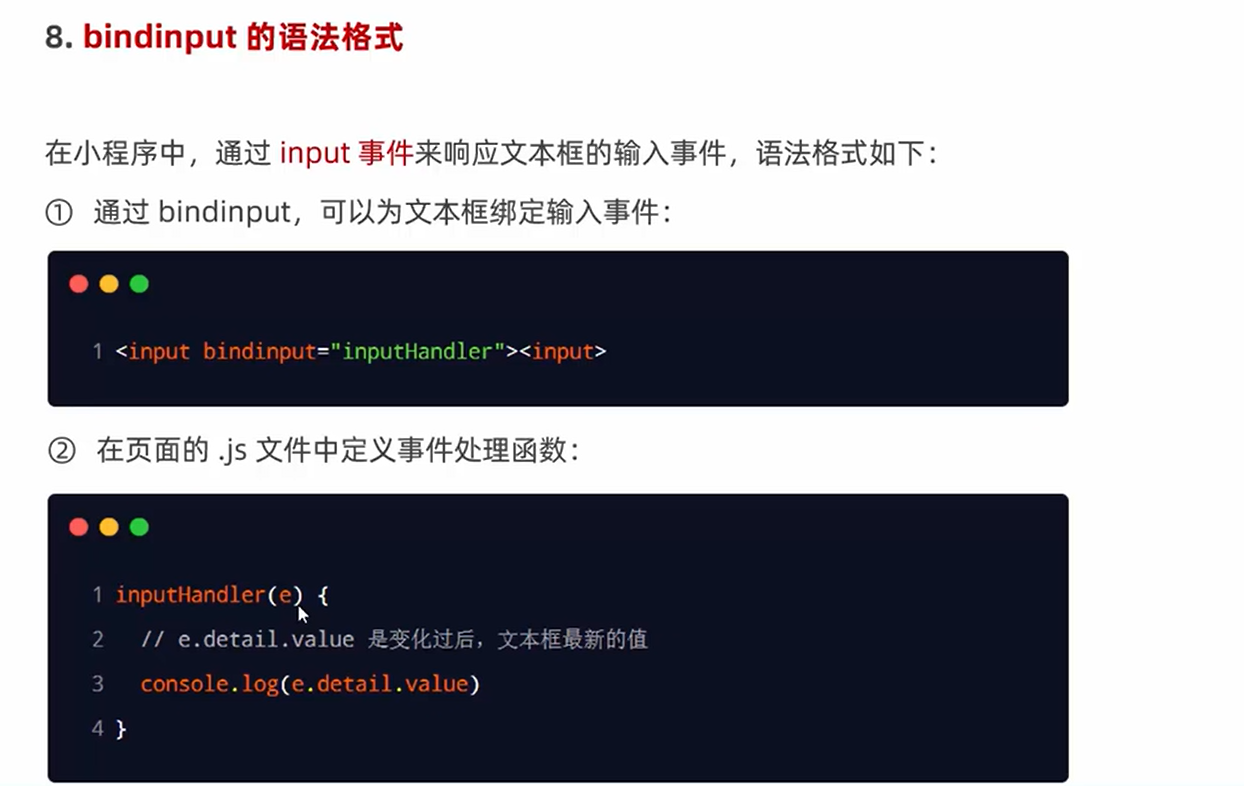 8. bindinput 的语法格式
在小程序中，通过 input 事件来响应文本框的输入事件，语法格式如下：
① 通过 bindinput，可以为文本框绑定输入事件：
1 <input bindinput="inputHandler"><input>
② 在页面的 .js 文件中定义事件处理函数：
1 inputHandler(e) {
2 // e.detail.value 是变化过后，文本框最新的值
3 console.log(e.detail.value)
4 }